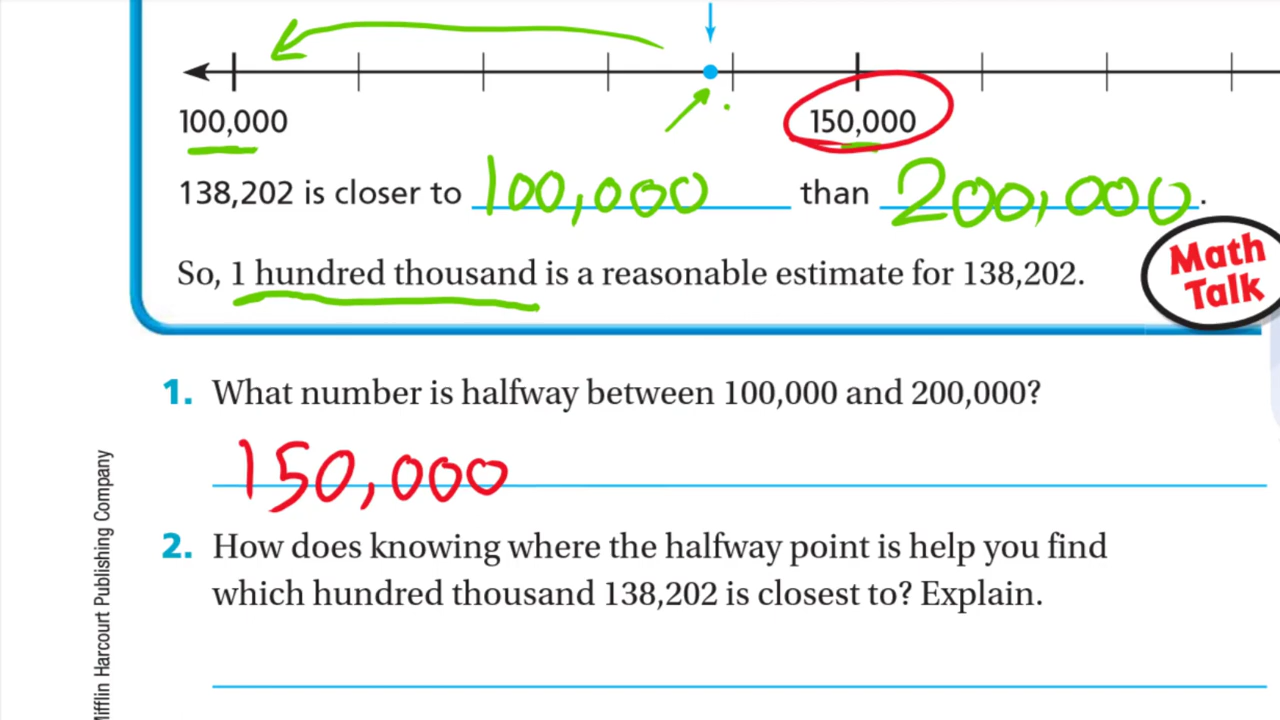 100,000
150,000
138,202 is closer to 100,000 than 200,000.
So, 1 hundred thousand is a reasonable estimate for 138,202.
Math
Talk
1. What number is halfway between 100,000 and 200,000?
150,000
2. How does knowing where the halfway point is help you find
which hundred thousand 138,202 is closest to? Explain.
Mifflin Harcourt Publishing Company